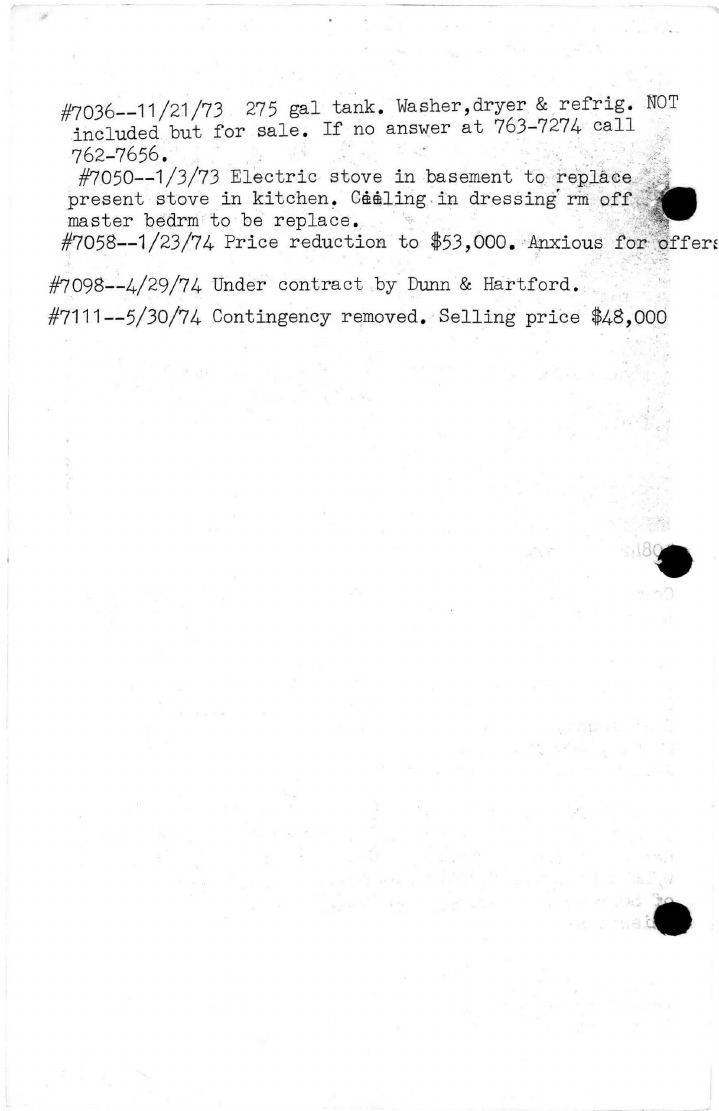 #7036--11/21/73 275 gal tank. Washer,dryer & refrig. NOT
included but for sale. If no answer at 763-7274 call
762-7656.
#7050--1/3/73 Electric stove in basement to replace
present stove in kitchen. Ceiling in dressing rm off
master bedrm to be replace.
#7058--1/23/74 Price reduction to $53,000. Anxious for offers
#7098--4/29/74 Under contract by Dunn & Hartford.
#7111--5/30/74 Contingency removed. Selling price $48,000